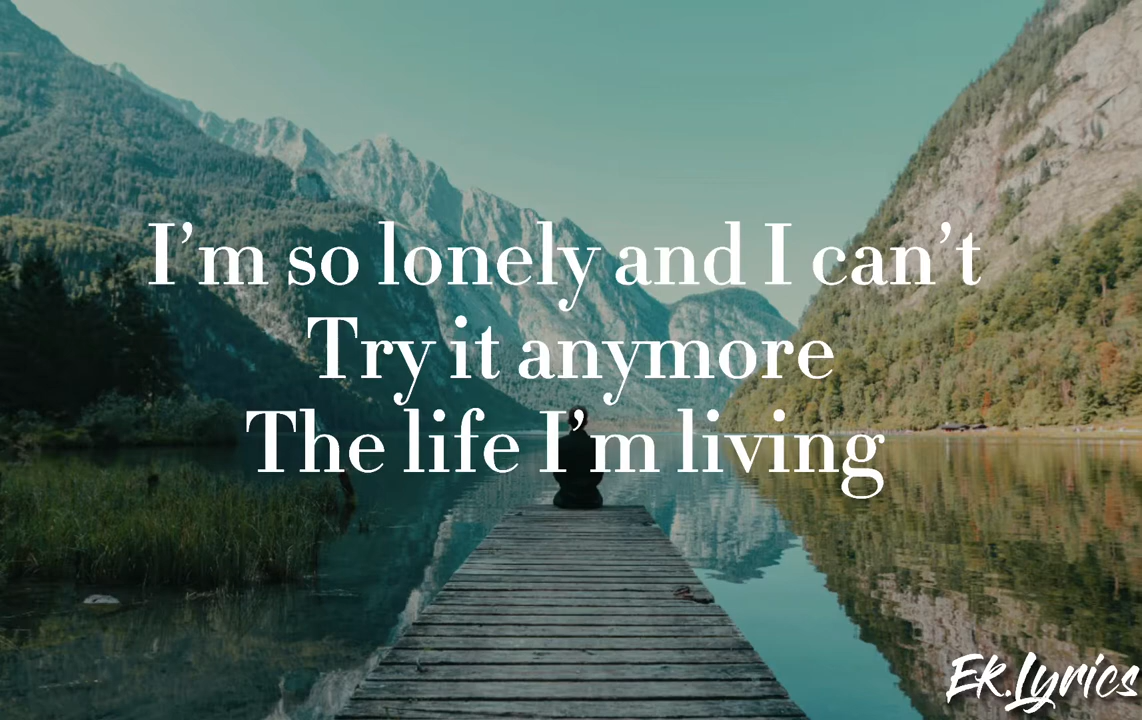 I’m so lonely and I can’t
Try it anymore
The life I’m living
Ek.Lyrics